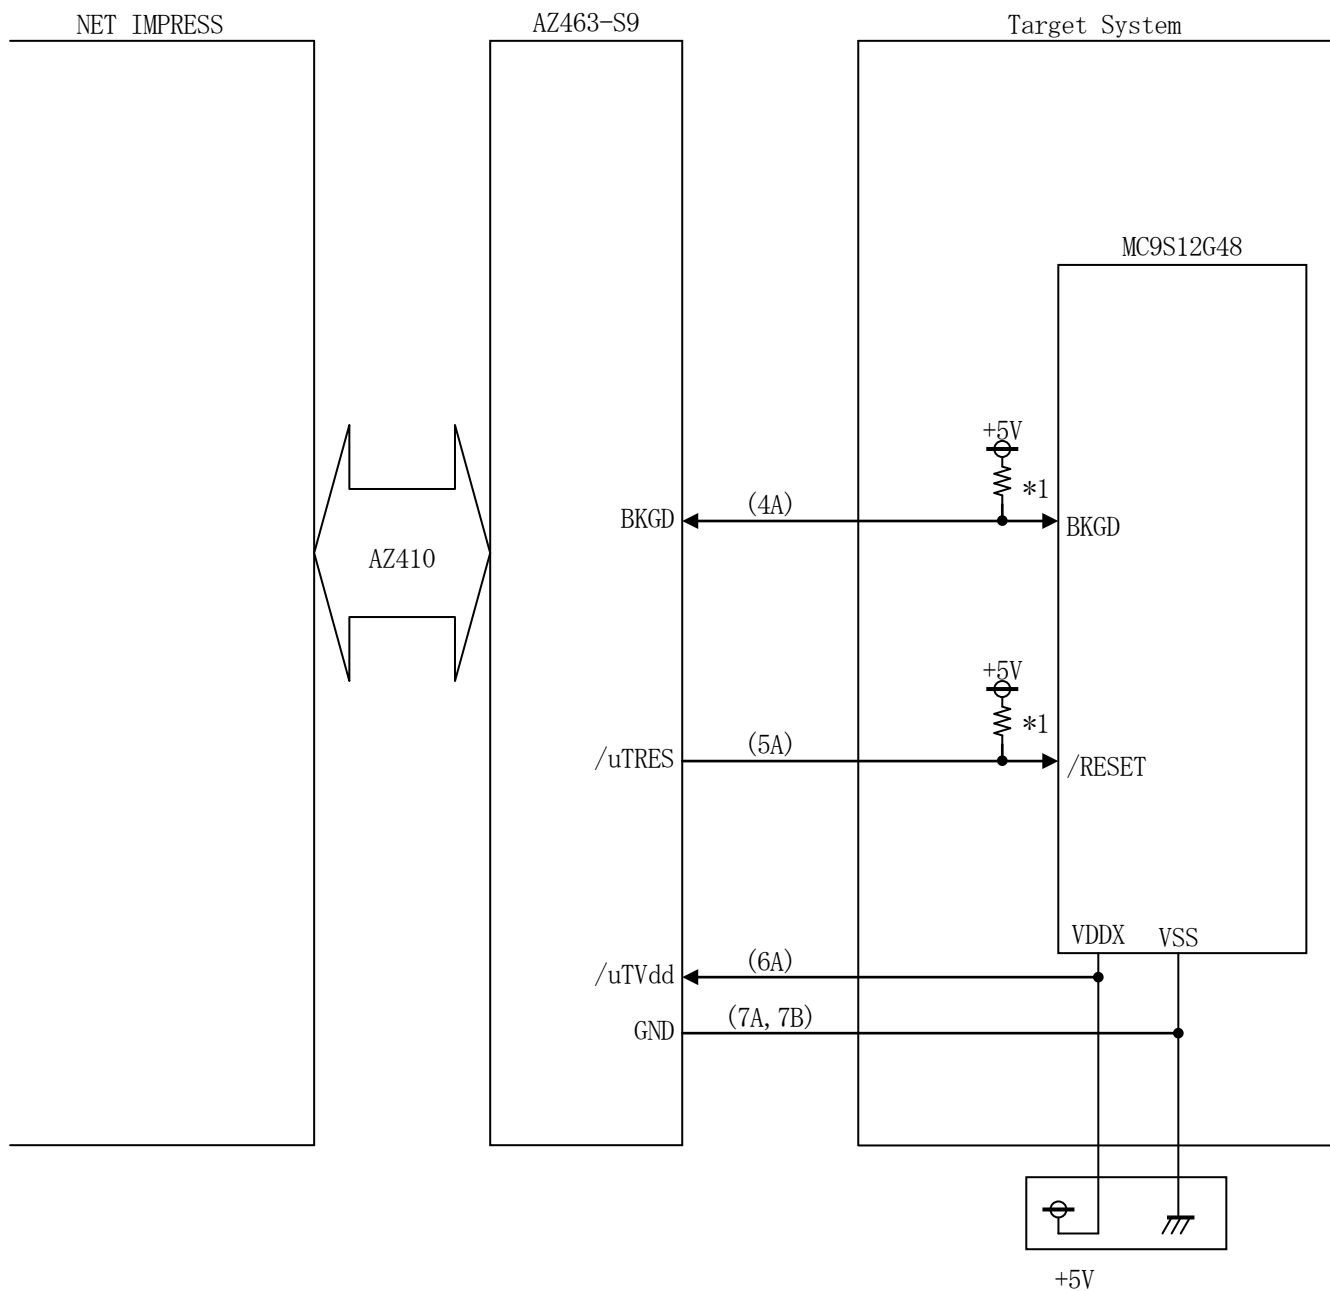 NET IMPRESS
AZ463-S9
Target System
MC9S12G48
+5V
*1
BKGD
(4A)
BKGD
AZ410
+5V
*1
/uTRES
(5A)
/RESET
VDDX
VSS
/uTVdd
(6A)
GND
(7A, 7B)
+5V